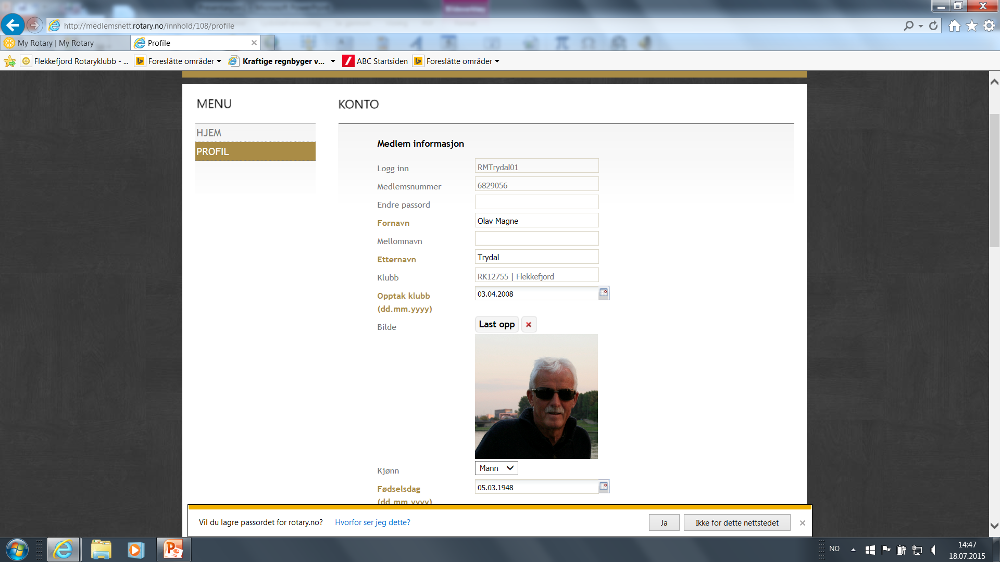 http://medlemsnett.rotary.no/innhold/108/profile
My Rotary | My Rotary
Profile
Flekkefjord Rotaryklubb - ...
Foreslåtte områder
Kraftige regnbyger v...
ABC Startsiden
Foreslåtte områder
MENU
HJEM
PROFIL
KONTO
Medlem informasjon
Logg inn
RMTrydal01
Medlemsnummer
6829056
Endre passord
Fornavn
Olav Magne
Mellomnavn
Etternavn
Trydal
Klubb
RK12755 | Flekkefjord
Opptak klubb
(dd.mm.yyyy)
03.04.2008
Bilde
Last opp
Kjønn
Mann
Fødselsdag
(dd.mm.yyyy)
05.03.1948
Vil du lagre passordet for rotary.no?
Hvorfor ser jeg dette?
Ja
Ikke for dette nettstedet
NO
14:47
18.07.2015